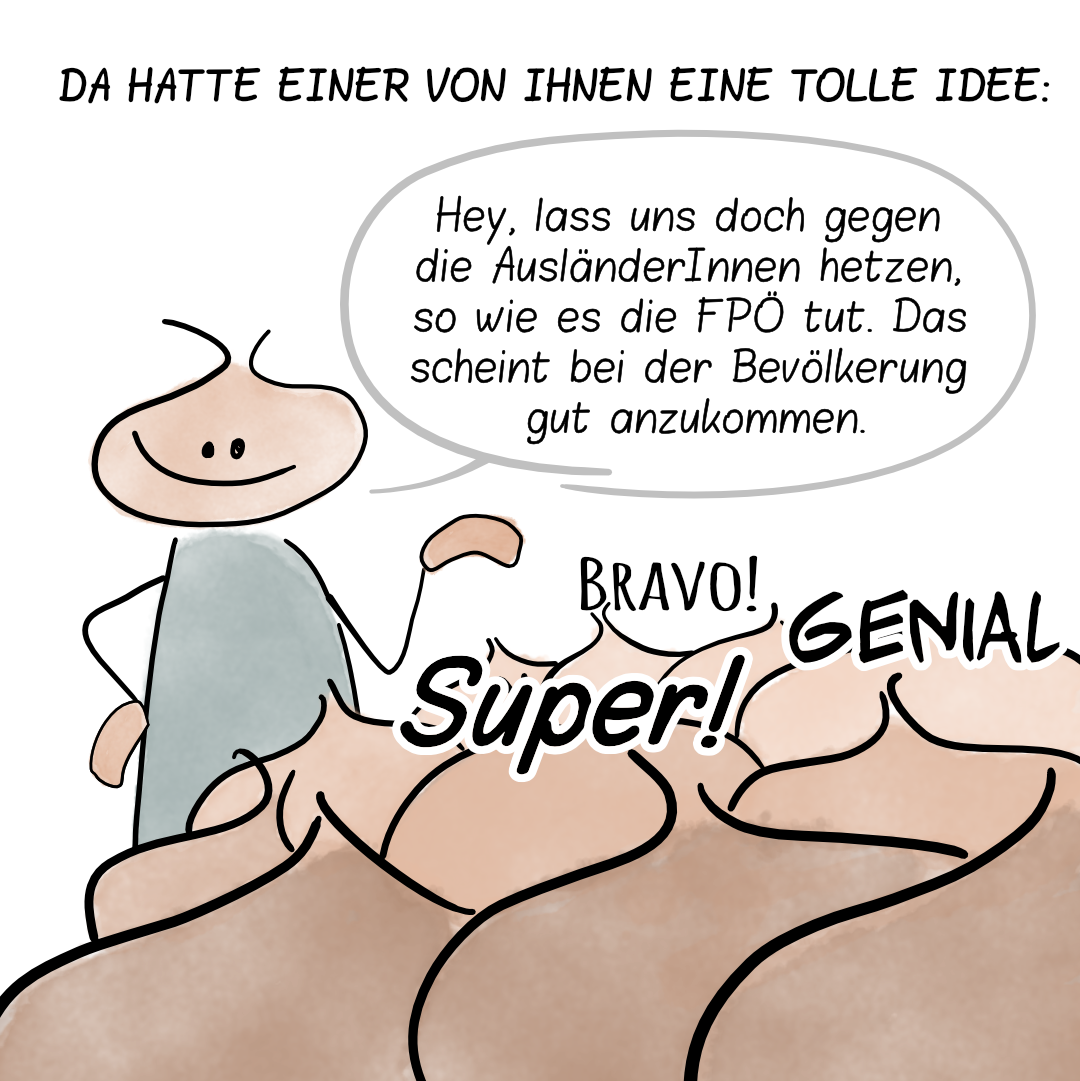 DA HATTE EINER VON IHNEN EINE TOLLE IDEE:
Hey, lass uns doch gegen
die AusländerInnen hetzen,
so wie es die FPÖ tut. Das
scheint bei der Bevölkerung
gut anzukommen.
BRAVO!
GENIAL
Super!